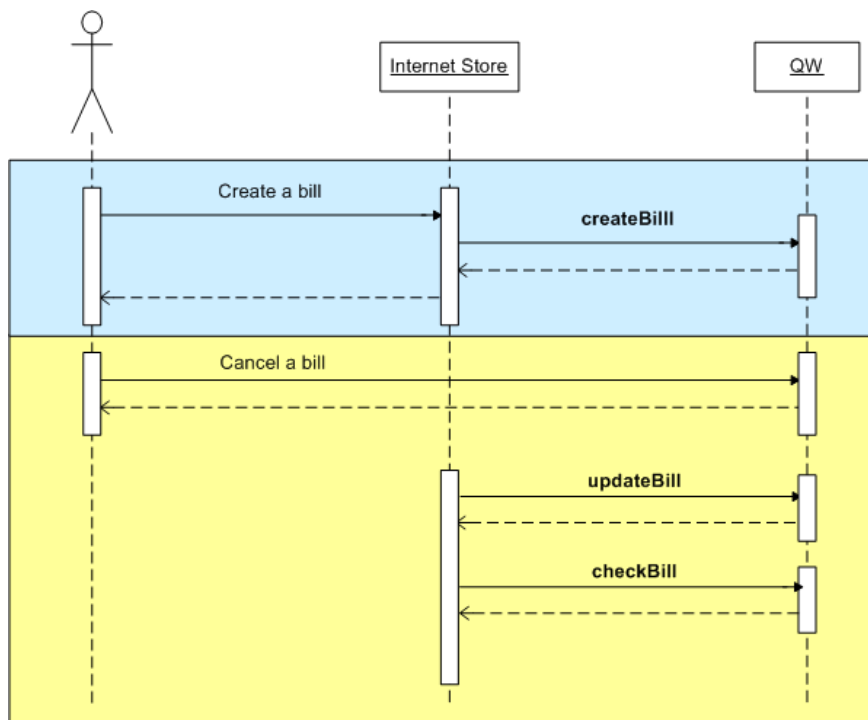 Internet Store
QW
Create a bill
createBilll
Cancel a bill
updateBill
checkBill